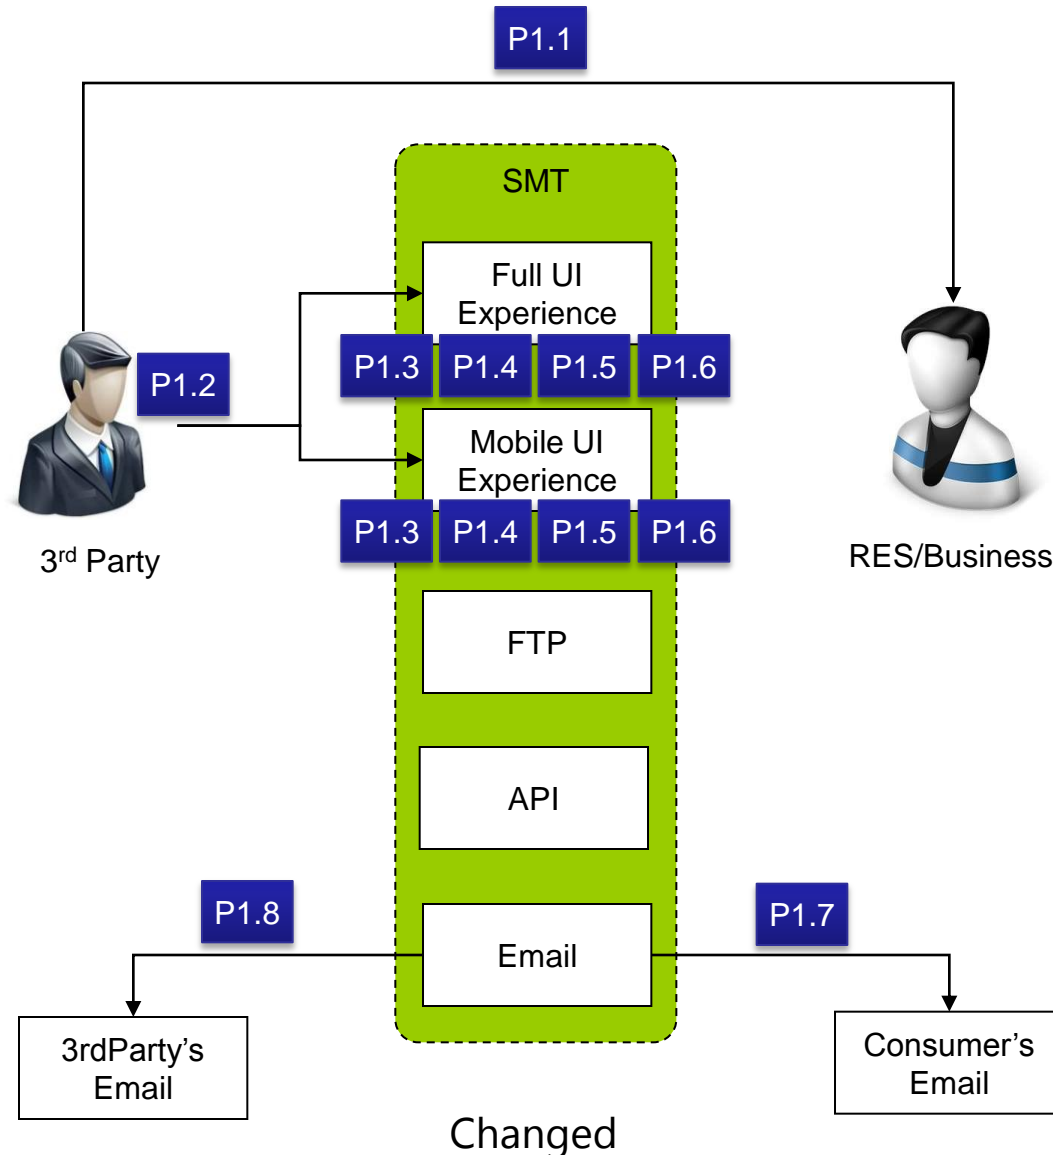 P1.1
SMT
Full UI
Experience
P1.3 P1.4 P1.5 P1.6
P1.2
Mobile UI
Experience
P1.3 P1.4 P1.5 P1.6
3rd Party
RES/Business
FTP
API
P1.8
P1.7
Email
3rdParty’s
Email
Consumer’s
Email
Changed